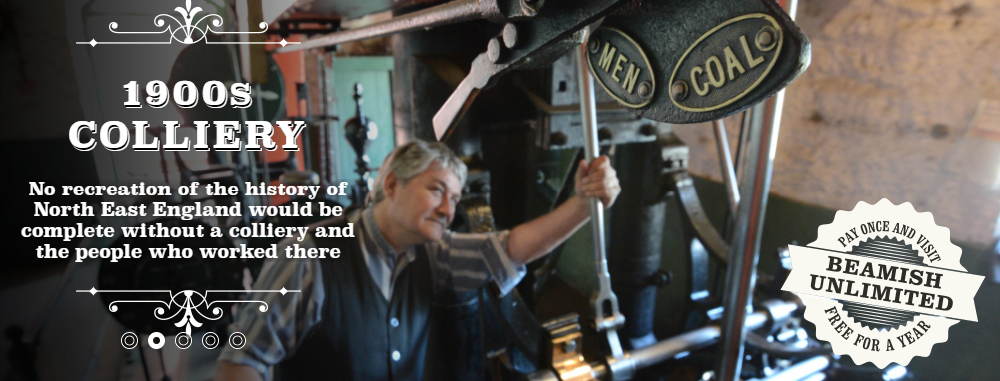 1900s
COLLIERY
No recreation of the history of
North East England would be
complete without a colliery and
the people who worked there
MEN
COAL
PAY ONCE AND VISIT
BEAMISH
UNLIMITED
FREE FOR A YEAR